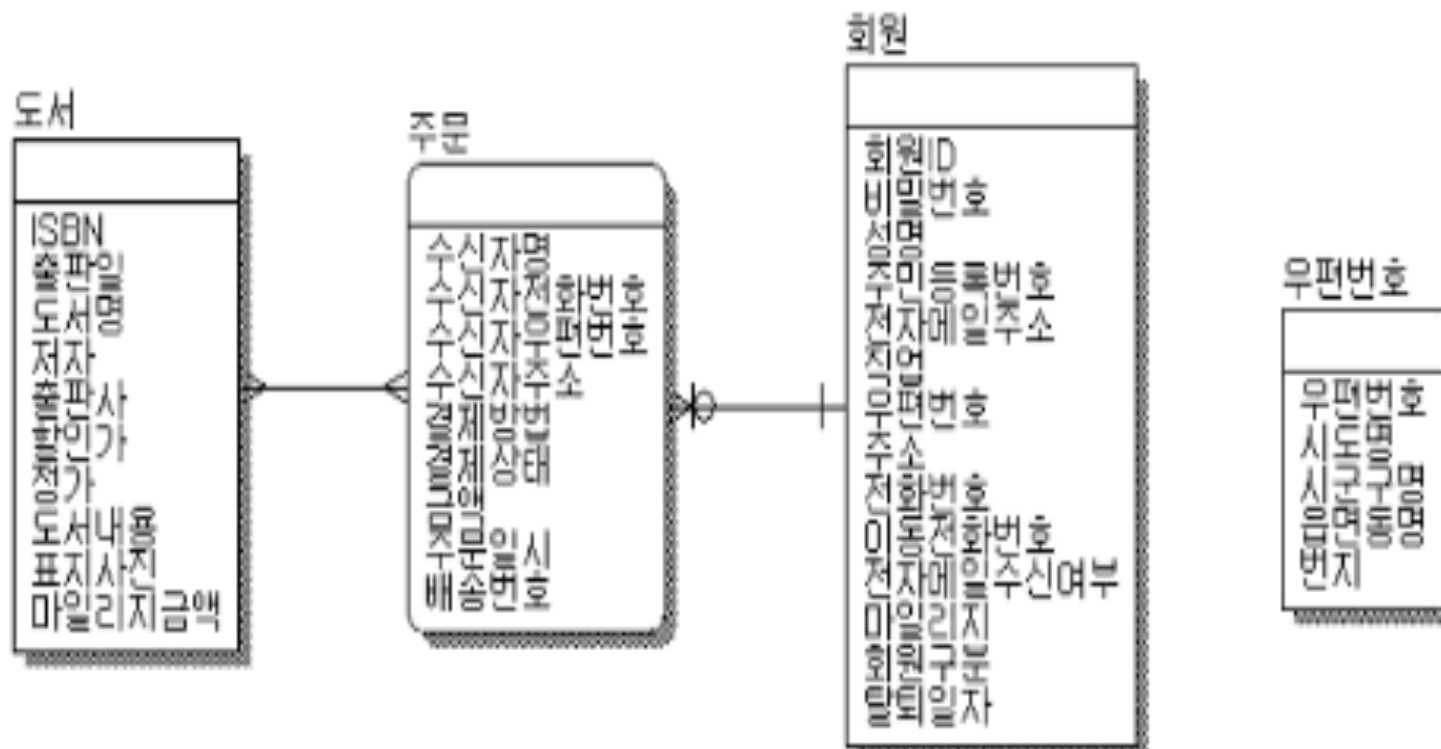 도서
ISBN
출판일
도서명
저자
출판사
할인가
정가
도서내용
표지사진
마일리지금액
주문
수신자명
수신자전화번호
수신자우편번호
수신자주소
결제방법
결제상태
금액
주문일시
배송번호
회원
회원ID
비밀번호
성명
주민등록번호
전자메일주소
직업
우편번호
주소
전화번호
이동전화번호
전자메일수신여부
마일리지
회원구분
탈퇴일자
우편번호
우편번호
시도명
시군구명
읍면동명
번지